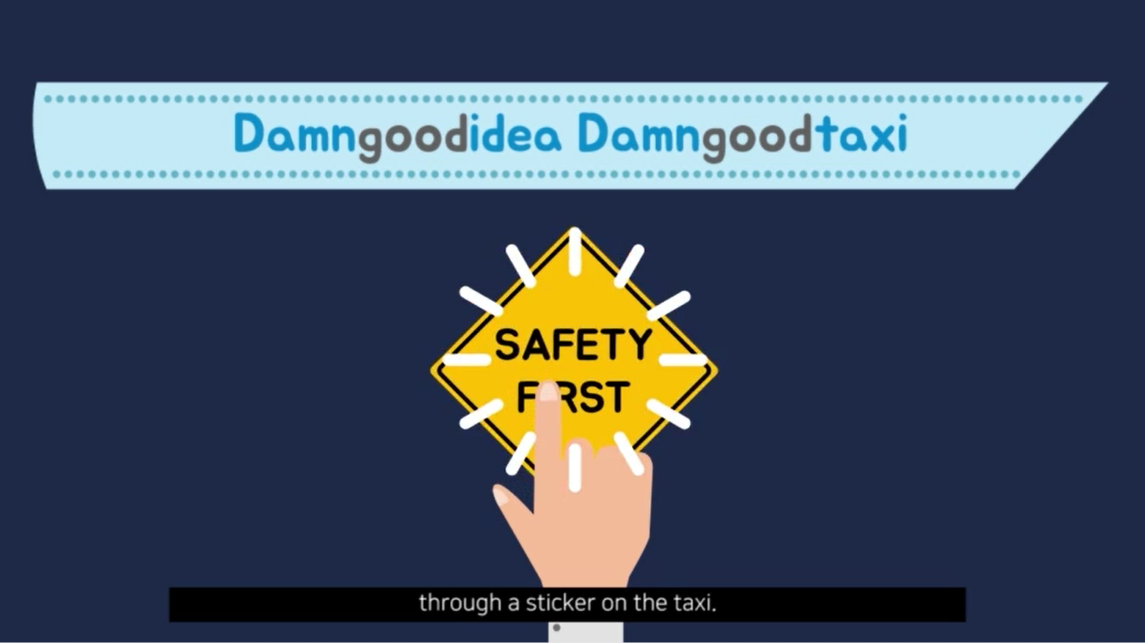 Damngoodidea Damngoodtaxi
SAFETY
FIRST
through a sticker on the taxi.